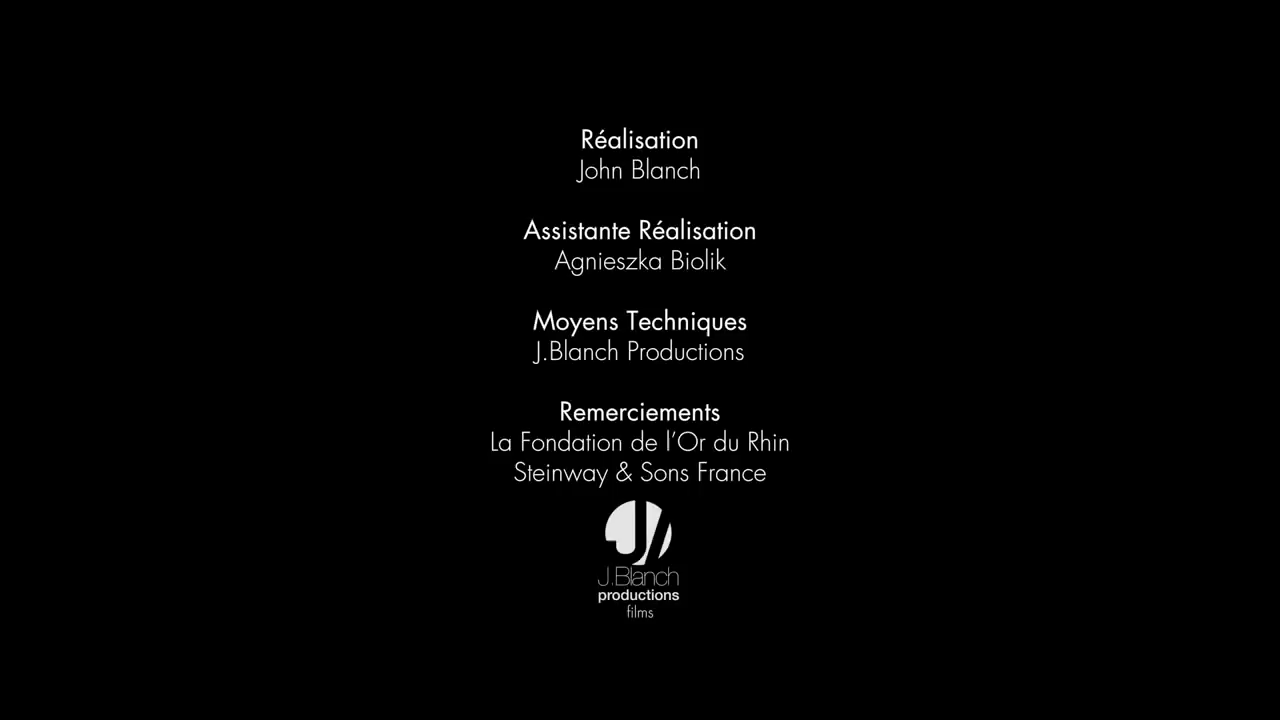 Réalisation
John Blanch
Assistante Réalisation
Agnieszka Biolik
Moyens Techniques
J.Blanch Productions
Remerciements
La Fondation de l'Or du Rhin
Steinway & Sons France
J.Blanch
productions
films